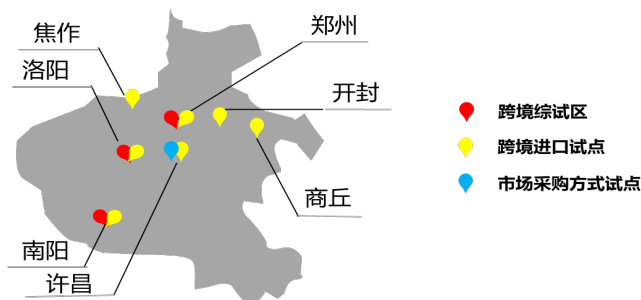 焦作
郑州
洛阳
开封
商丘
南阳
许昌
跨境综试区
跨境进口试点
市场采购方式试点